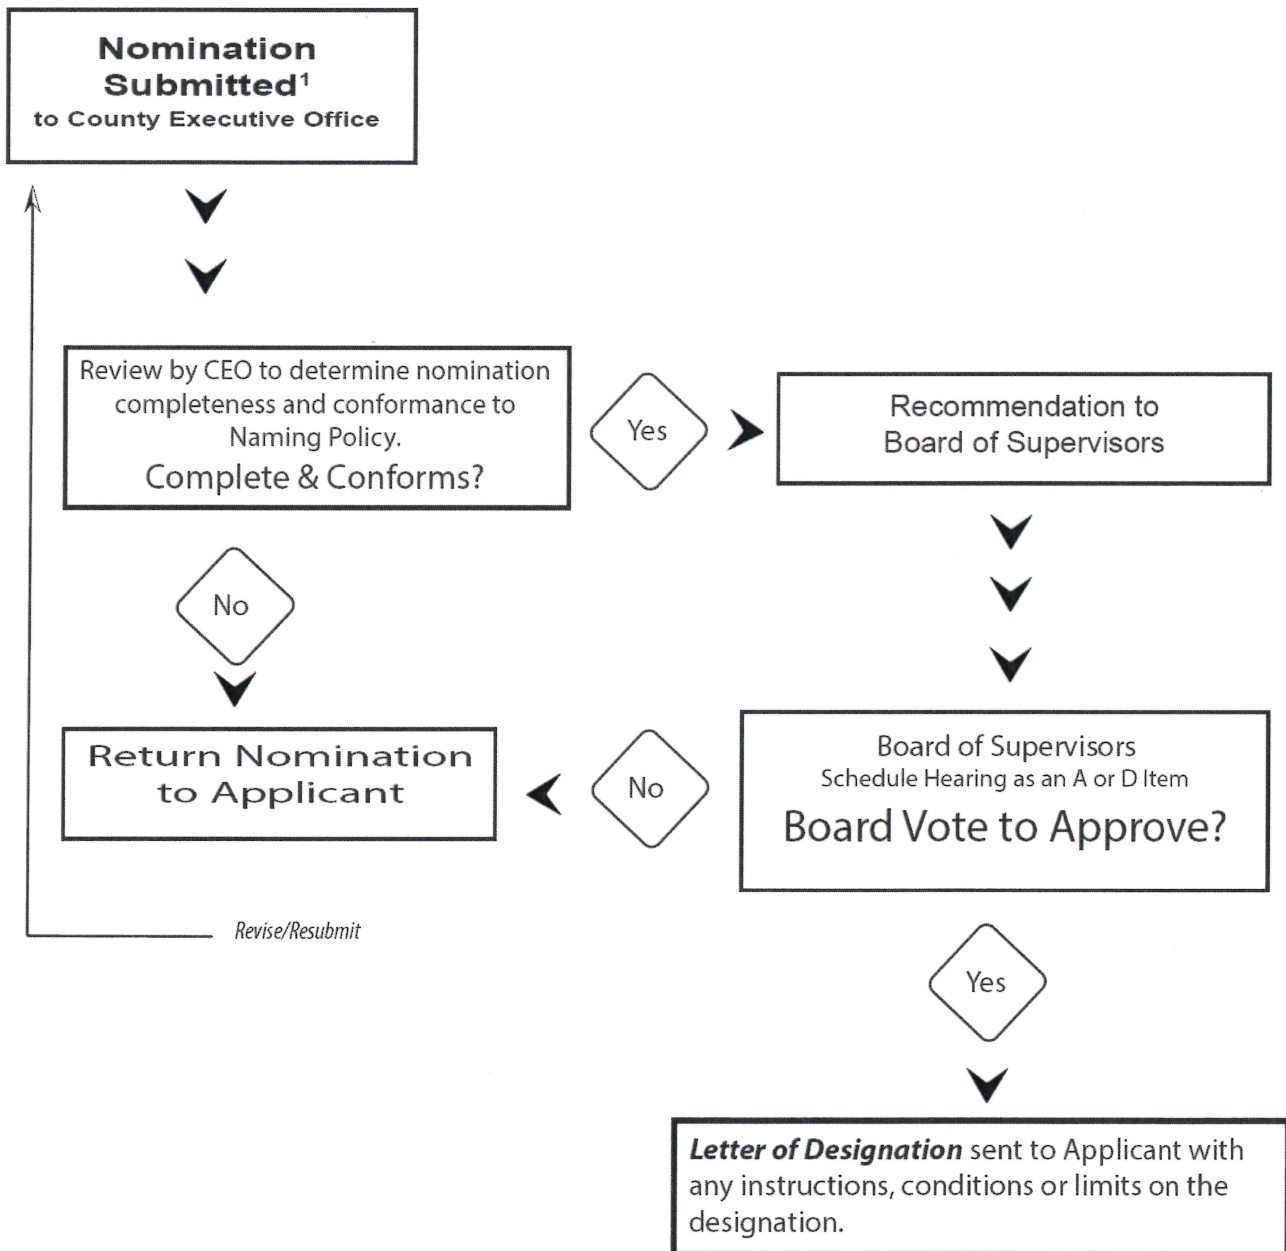 Nomination
Submitted¹
to County Executive Office
Review by CEO to determine nomination
completeness and conformance to
Naming Policy.
Complete & Conforms?
Yes
Recommendation to
Board of Supervisors
No
Return Nomination
to Applicant
No
Board of Supervisors
Schedule Hearing as an A or D Item
Board Vote to Approve?
Revise/Resubmit
Yes
Letter of Designation sent to Applicant with
any instructions, conditions or limits on the
designation.